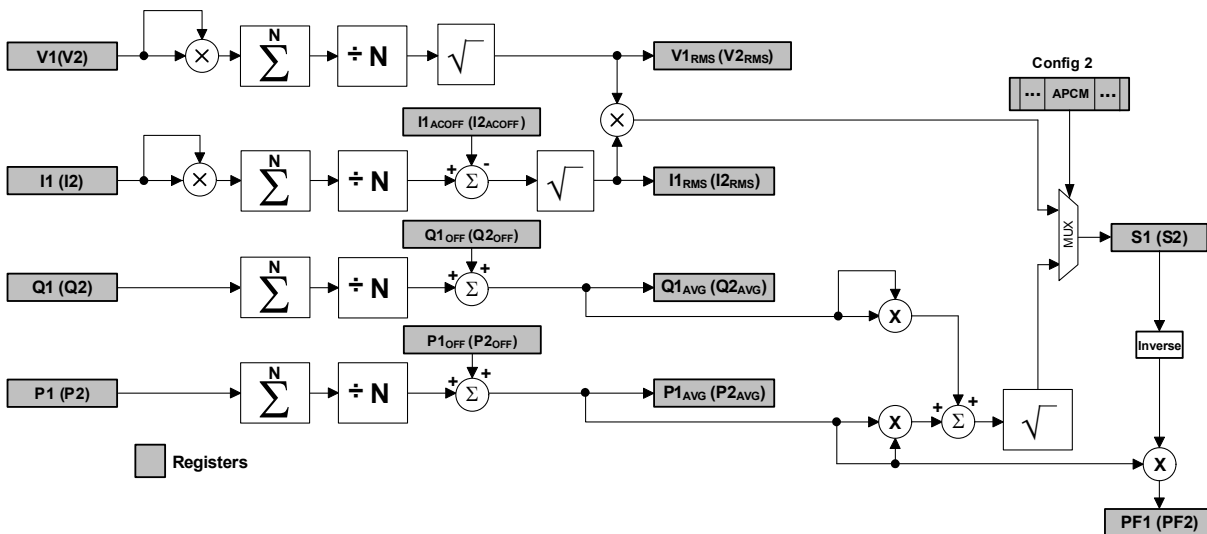 N
V1(V2)
×
∑
÷ N
√
V1RMS (V2RMS)
Config 2
... APCM ...
I1ACOFF (I2ACOFF)
×
N
I1 (I2)
×
∑
÷ N
+ -
Σ
√
I1RMS (I2RMS)
Q1OFF (Q2OFF)
MUX
S1 (S2)
N
Q1 (Q2)
∑
÷ N
+ +
Σ
Q1AVG (Q2AVG)
X
P1OFF (P2OFF)
Inverse
N
P1 (P2)
∑
÷ N
+ +
Σ
P1AVG (P2AVG)
X
+ +
Σ
√
Registers
X
PF1 (PF2)